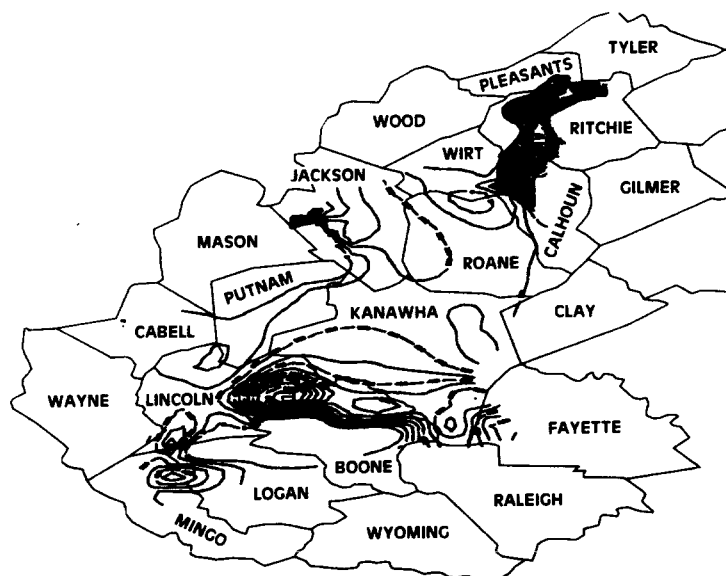 TYLER
PLEASANTS
WOOD
RITCHIE
WIRT
JACKSON
GILMER
CALHOUN
MASON
ROANE
PUTNAM
KANAWHA
CLAY
CABELL
WAYNE
LINCOLN
FAYETTE
BOONE
LOGAN
RALEIGH
MINGO
WYOMING